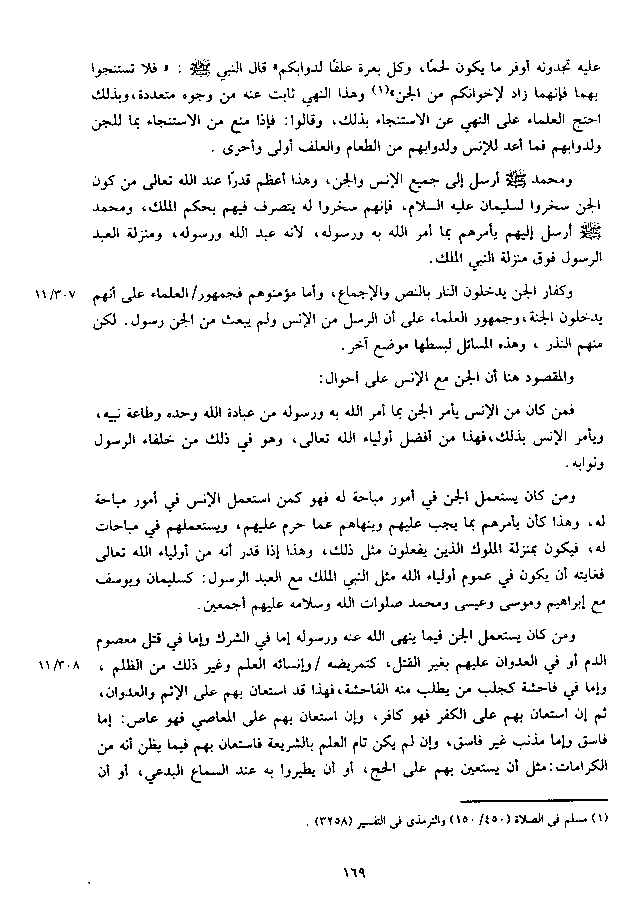 عليه تجدونه أوفر ما يكون لحمًا، وكل بعرة علفًا لدوابكم» قال النبي ﷺ : « فلا تستنجوا
بهما فإنهما زاد لإخوانكم من الجن»(١) وهذا النهي ثابت عنه من وجوه متعددة،وبذلك
احتج العلماء على النهي عن الاستنجاء بذلك، وقالوا: فإذا منع من الاستنجاء بما للجن
ولدوابهم فما أعد للإنس ولدوابهم من الطعام والعلف أولى وأحرى .
ومحمد ﷺ أرسل إلى جميع الإنس والجن، وهذا أعظم قدرًا عند الله تعالى من كون
الجن سخروا لسليمان عليه السلام، فإنهم سخروا له يتصرف فيهم بحكم الملك، ومحمد
ﷺ أرسل إليهم يأمرهم بما أمر الله به ورسوله، لأنه عبد الله ورسوله، ومنزلة العبد
الرسول فوق منزلة النبي الملك.
وكفار الجن يدخلون النار بالنص والإجماع، وأما مؤمنوهم فجمهور/العلماء على أنهم ١١/٣٠٧
يدخلون الجنة،وجمهور العلماء على أن الرسل من الإنس ولم يبعث من الجن رسول. لكن
منهم النذر ، وهذه المسائل لبسطها موضع آخر.
والمقصود هنا أن الجن مع الإنس على أحوال:
فمن كان من الإنس يأمر الجن بما أمر الله به ورسوله من عبادة الله وحده وطاعة نبيه،
ويأمر الإنس بذلك،فهذا من أفضل أولياء الله تعالى، وهو في ذلك من خلفاء الرسول
ونوابه.
ومن كان يستعمل الجن في أمور مباحة له فهو كمن استعمل الإنس في أمور مباحة
له، وهذا كأن يأمرهم بما يجب عليهم وينهاهم عما حرم عليهم، ويستعملهم في مباحات
له، فيكون بمنزلة الملوك الذين يفعلون مثل ذلك، وهذا إذا قدر أنه من أولياء الله تعالى
فغايته أن يكون في عموم أولياء الله مثل النبي الملك مع العبد الرسول: كسليمان ويوسف
مع إبراهيم وموسى وعيسى ومحمد صلوات الله وسلامه عليهم أجمعين.
ومن كان يستعمل الجن فيما ينهى الله عنه ورسوله إما في الشرك وإما في قتل معصوم
الدم أو في العدوان عليهم بغير القتل، كتمريضه /وإنسائه العلم وغير ذلك من الظلم ، ١١/٣٠٨
وإما في فاحشة كجلب من يطلب منه الفاحشة،فهذا قد استعان بهم على الإثم والعدوان،
ثم إن استعان بهم على الكفر فهو كافر، وإن استعان بهم على المعاصي فهو عاص: إما
فاسق وإما مذنب غير فاسق، وإن لم يكن تام العلم بالشريعة فاستعان بهم فيما يظن أنه من
الكرامات:مثل أن يستعين بهم على الحج، أو أن يطيروا به عند السماع البدعي، أو أن
(١) مسلم فى الصلاة (٤٥٠/ ١٥٠) والترمذى فى التفسير (٣٢٥٨) .
١٦٩